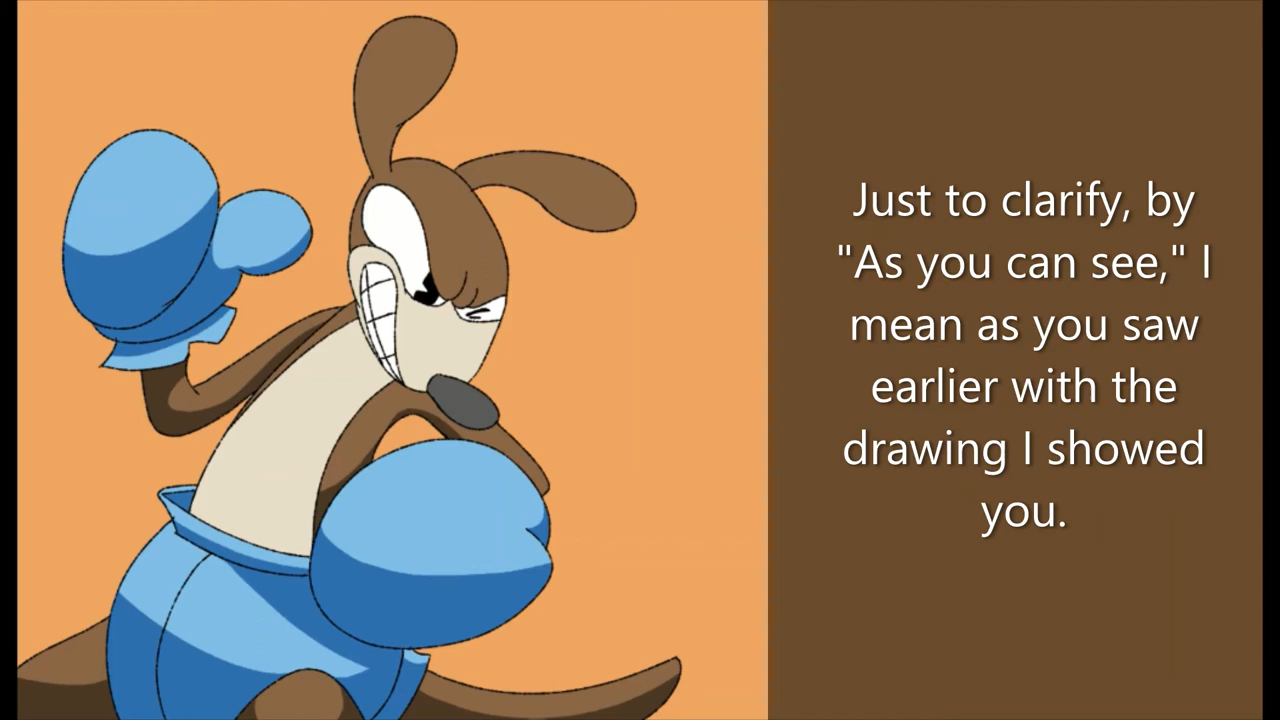 Just to clarify, by
"As you can see," I
mean as you saw
earlier with the
drawing I showed
you.